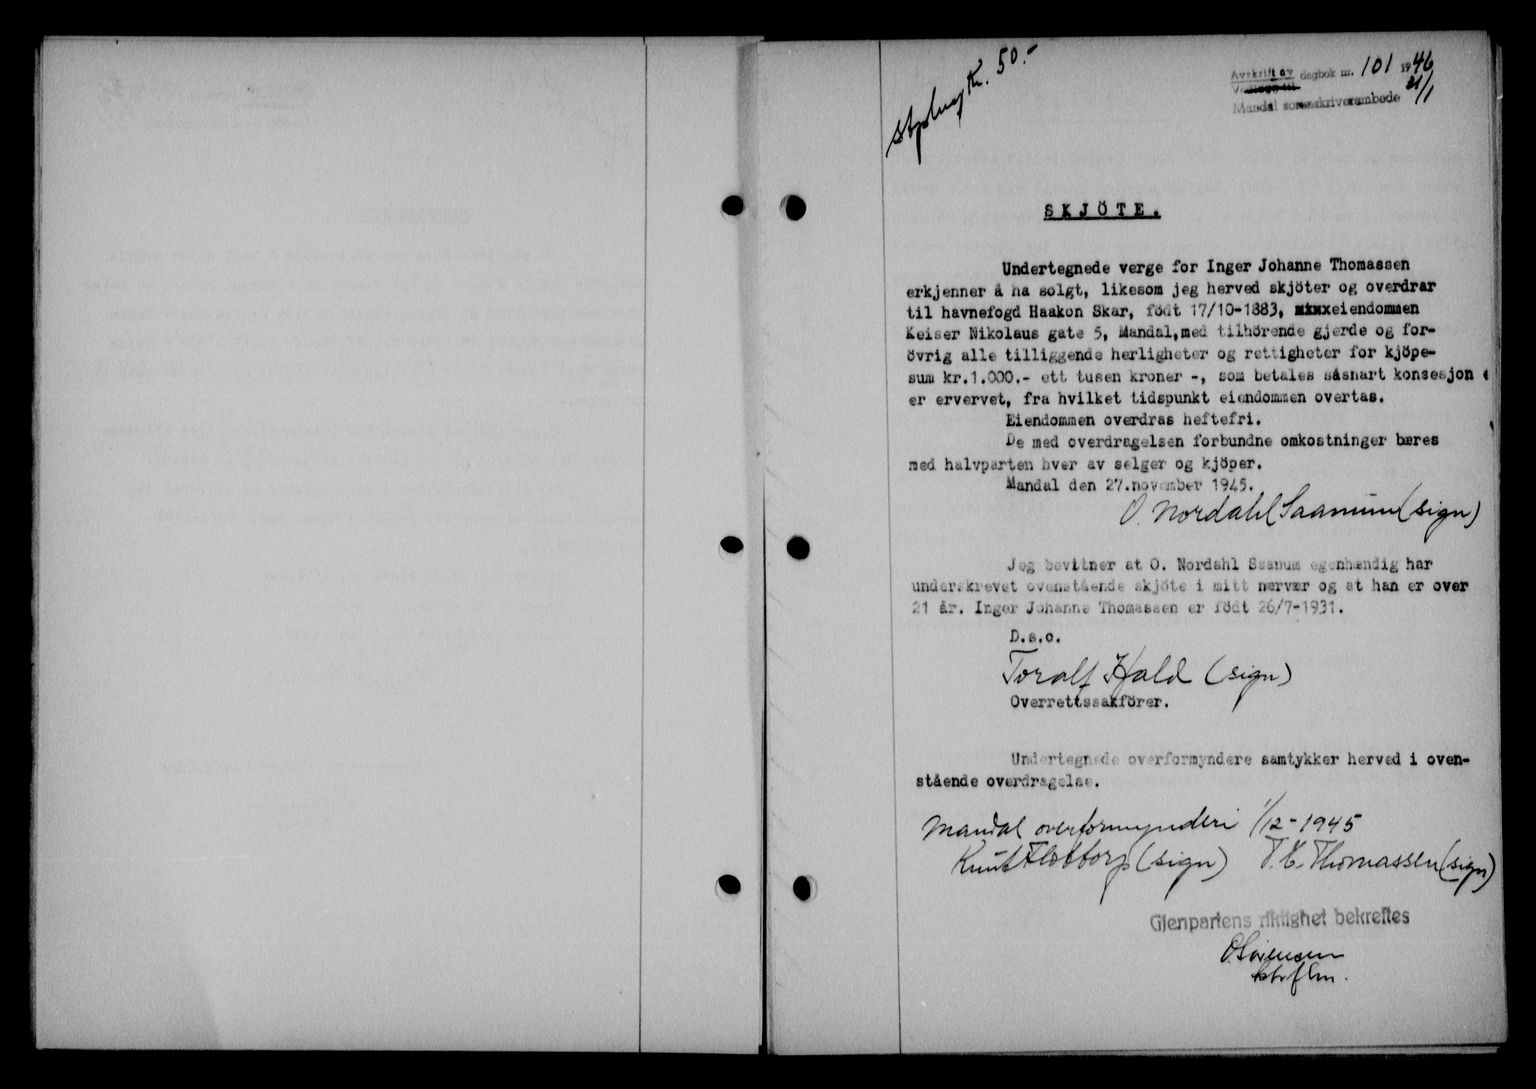 Avskrift av dagbok nr. 101 1946
Vedlegg til 21/1
Mandal sorenskriverembede
kr. 50.-
SKJÖTE.
Undertegnede verge for Inger Johanne Thomassen
erkjenner å ha solgt, likesom jeg herved skjöter og overdrar
til havnefogd Haakon Skar, födt 17/10-1883, eiendommen
Keiser Nikolaus gate 5, Mandal,med tilhörende gjerde og for-
övrig alle tilliggende herligheter og rettigheter for kjöpe-
sum kr.1.000.- ett tusen kroner -, som betales såsnart konsesjon
er ervervet, fra hvilket tidspunkt eiendommen overtas.
Eiendommen overdras heftefri.
De med overdragelsen forbundne omkostninger bæres
med halvparten hver av selger og kjöper.
Mandal den 27.november 1945.
O. Nordahl Saanum (sign)
Jeg bevitner at O. Nordahl Saanum egenhændig har
underskrevet ovenstående skjöte i mitt nærvær og at han er over
21 år. Inger Johanne Thomassen er födt 26/7-1931.
D.s.o.
Toralf Hald (sign)
Overrettssakförer.
Undertegnede overformyndere samtykker herved i oven-
stående overdragelse.
Mandal overformynderi 1/12-1945
Knut Flottorp (sign) T. E. Thomassen (sign)
Gjenpartens riktighet bekreftes
O. Sörensen